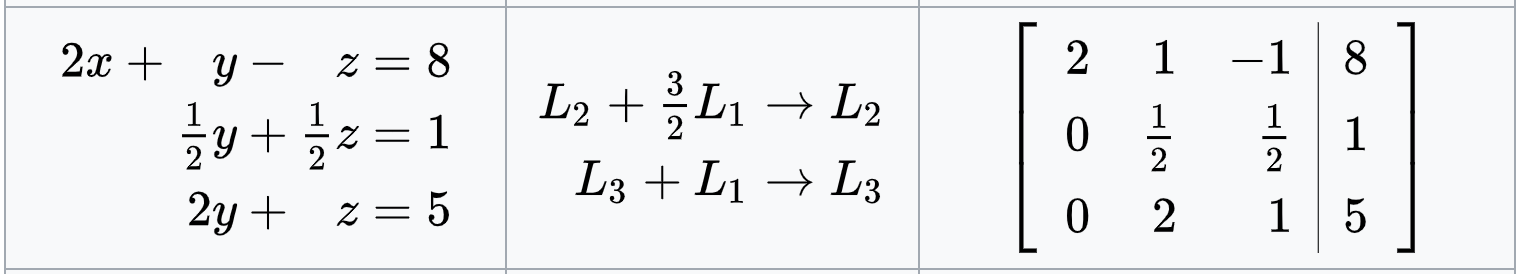 2x + y − z = 8
½y + ½z = 1
2y + z = 5
L₂ + 3/2 L₁ → L₂
L₃ + L₁ → L₃
[ 2 1 −1 | 8 ]
[ 0 ½ ½ | 1 ]
[ 0 2 1 | 5 ]